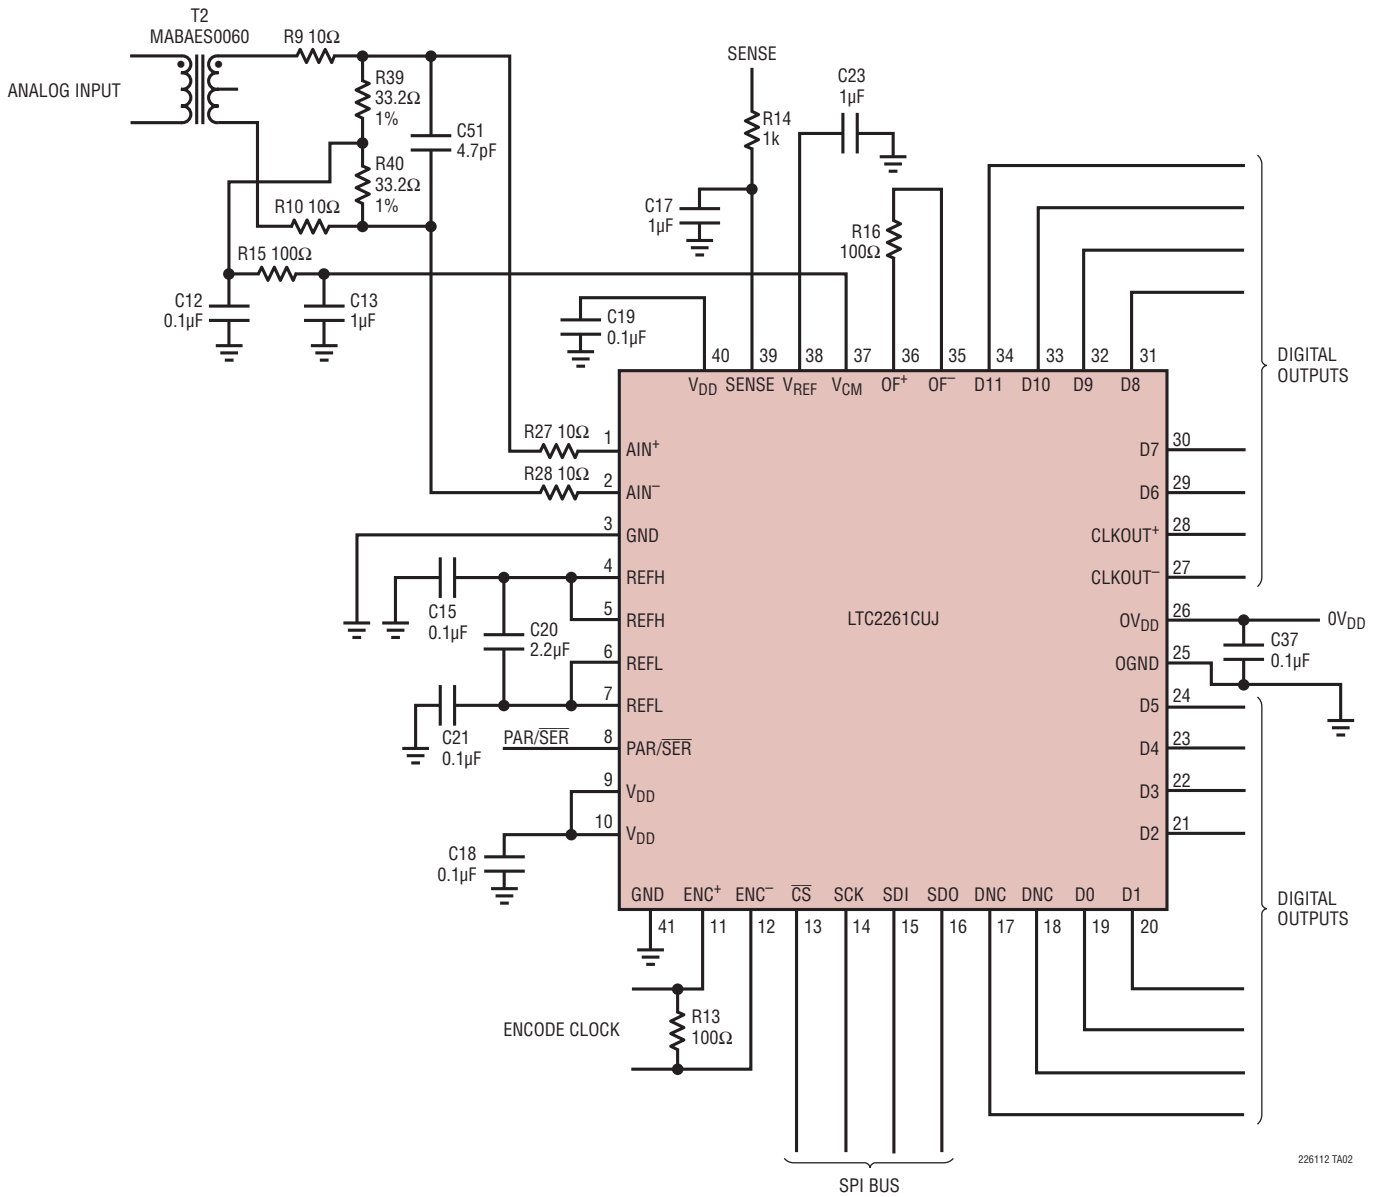 T2
MABAES0060
R9 10Ω
ANALOG INPUT
R39
33.2Ω
1%
C51
4.7pF
R40
33.2Ω
1%
R10 10Ω
R15 100Ω
C12
0.1µF
C13
1µF
SENSE
R14
1k
C23
1µF
C17
1µF
R16
100Ω
C19
0.1µF
40 39 38 37 36 35 34 33 32 31
VDD SENSE VREF VCM OF+ OF– D11 D10 D9 D8
DIGITAL
OUTPUTS
R27 10Ω
1 AIN+
R28 10Ω
2 AIN–
3 GND
4 REFH
5 REFH
6 REFL
7 REFL
PAR/S̅E̅R̅
8 PAR/S̅E̅R̅
9 VDD
10 VDD
C15
0.1µF
C20
2.2µF
C21
0.1µF
C18
0.1µF
LTC2261CUJ
D7 30
D6 29
CLKOUT+ 28
CLKOUT– 27
OVDD 26
OGND 25
D5 24
D4 23
D3 22
D2 21
0VDD
C37
0.1µF
GND ENC+ ENC– C̅S̅ SCK SDI SDO DNC DNC D0 D1
41 11 12 13 14 15 16 17 18 19 20
DIGITAL
OUTPUTS
ENCODE CLOCK
R13
100Ω
SPI BUS
226112 TA02